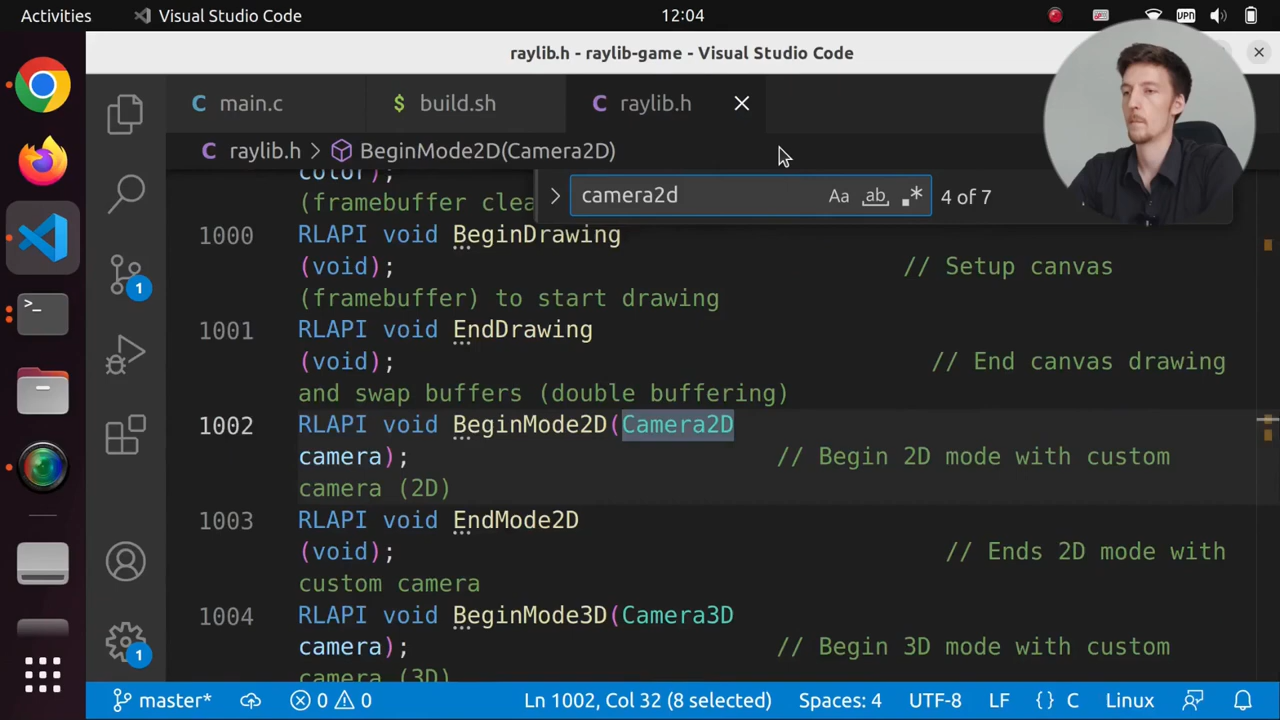 Activities Visual Studio Code 12:04 VPN
raylib.h - raylib-game - Visual Studio Code
C main.c $ build.sh C raylib.h
C raylib.h > BeginMode2D(Camera2D)
camera2d Aa ab .* 4 of 7
color);
(framebuffer clea
1000 RLAPI void BeginDrawing
(void); // Setup canvas
(framebuffer) to start drawing
1001 RLAPI void EndDrawing
(void); // End canvas drawing
and swap buffers (double buffering)
1002 RLAPI void BeginMode2D(Camera2D
camera); // Begin 2D mode with custom
camera (2D)
1003 RLAPI void EndMode2D
(void); // Ends 2D mode with
custom camera
1004 RLAPI void BeginMode3D(Camera3D
camera); // Begin 3D mode with custom
camera (3D)
1
1
master* 0 0 Ln 1002, Col 32 (8 selected) Spaces: 4 UTF-8 LF {} C Linux